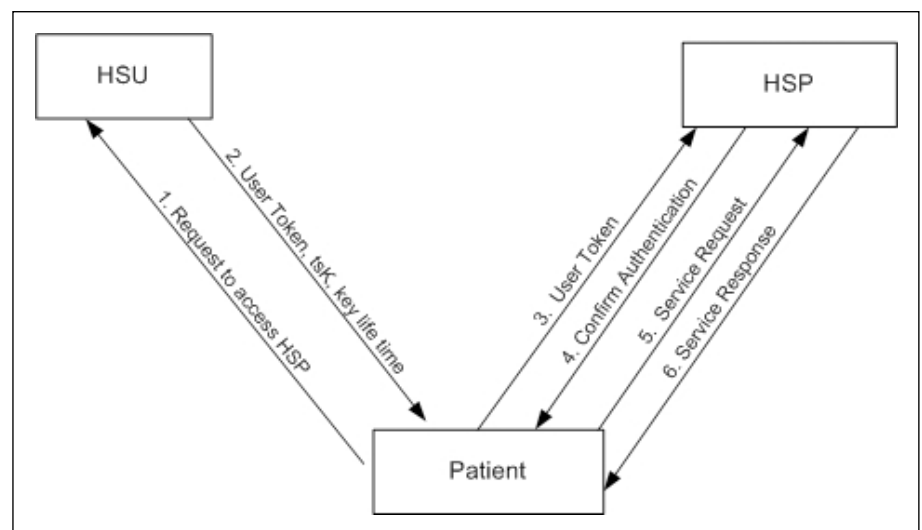 HSU
HSP
1. Request to access HSP
2. User Token, tsK, key life time
3. User Token
4. Confirm Authentication
5. Service Request
6. Service Response
Patient